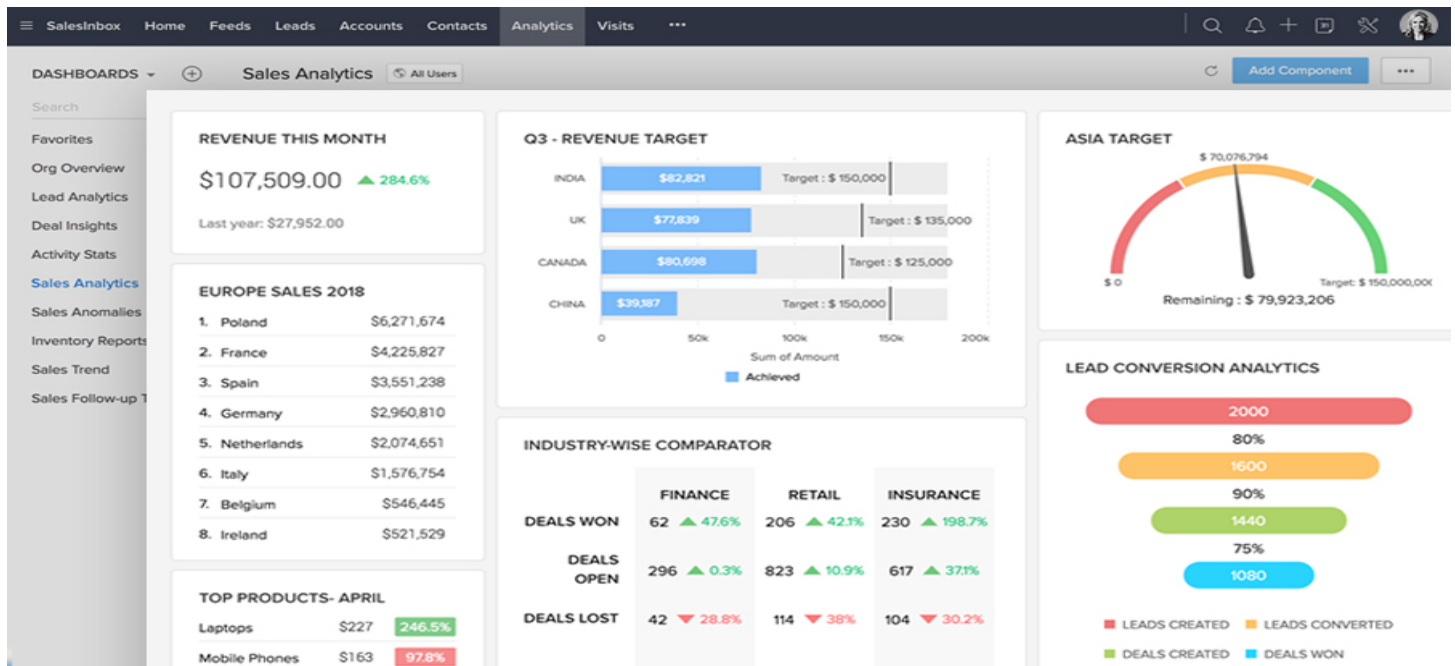 SalesInbox Home Feeds Leads Accounts Contacts Analytics Visits •••
DASHBOARDS
Sales Analytics All Users
Add Component •••
Search
Favorites
Org Overview
Lead Analytics
Deal Insights
Activity Stats
Sales Analytics
Sales Anomalies
Inventory Reports
Sales Trend
Sales Follow-up T
REVENUE THIS MONTH
$107,509.00 284.6%
Last year: $27,952.00
EUROPE SALES 2018
1. Poland $6,271,674
2. France $4,225,827
3. Spain $3,551,238
4. Germany $2,960,810
5. Netherlands $2,074,651
6. Italy $1,576,754
7. Belgium $546,445
8. Ireland $521,529
TOP PRODUCTS- APRIL
Laptops $227 246.5%
Mobile Phones $163 97.8%
Q3 - REVENUE TARGET
INDIA $82,821 Target : $ 150,000
UK $77,839 Target : $ 135,000
CANADA $80,698 Target : $ 125,000
CHINA $39,187 Target : $ 150,000
0 50k 100k 150k 200k
Sum of Amount
Achieved
INDUSTRY-WISE COMPARATOR
FINANCE RETAIL INSURANCE
DEALS WON 62 47.6% 206 42.1% 230 198.7%
DEALS
OPEN 296 0.3% 823 10.9% 617 37.1%
DEALS LOST 42 28.8% 114 38% 104 30.2%
ASIA TARGET
$ 70,076,794
$ 0 Target: $ 150,000,00
Remaining : $ 79,923,206
LEAD CONVERSION ANALYTICS
2000
80%
1600
90%
1440
75%
1080
LEADS CREATED LEADS CONVERTED
DEALS CREATED DEALS WON